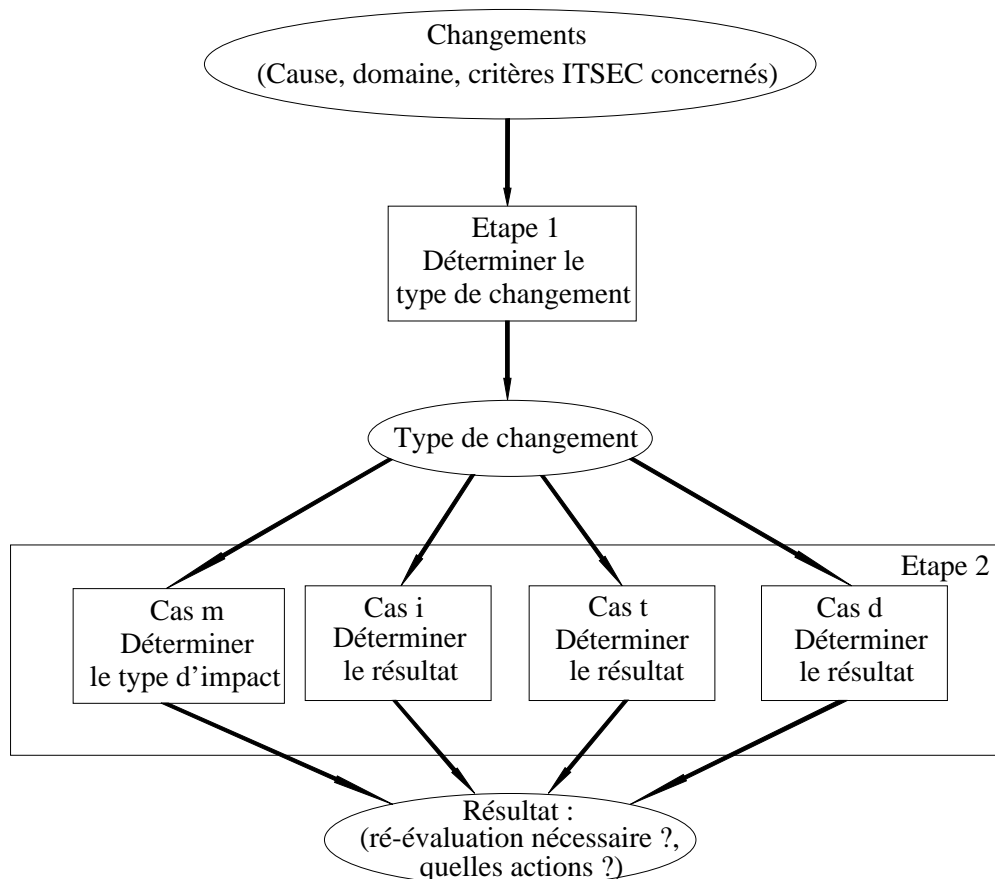 Changements
(Cause, domaine, critères ITSEC concernés)
Etape 1
Déterminer le
type de changement
Type de changement
Etape 2
Cas m
Déterminer
le type d'impact
Cas i
Déterminer
le résultat
Cas t
Déterminer
le résultat
Cas d
Déterminer
le résultat
Résultat :
(ré-évaluation nécessaire ?,
quelles actions ?)